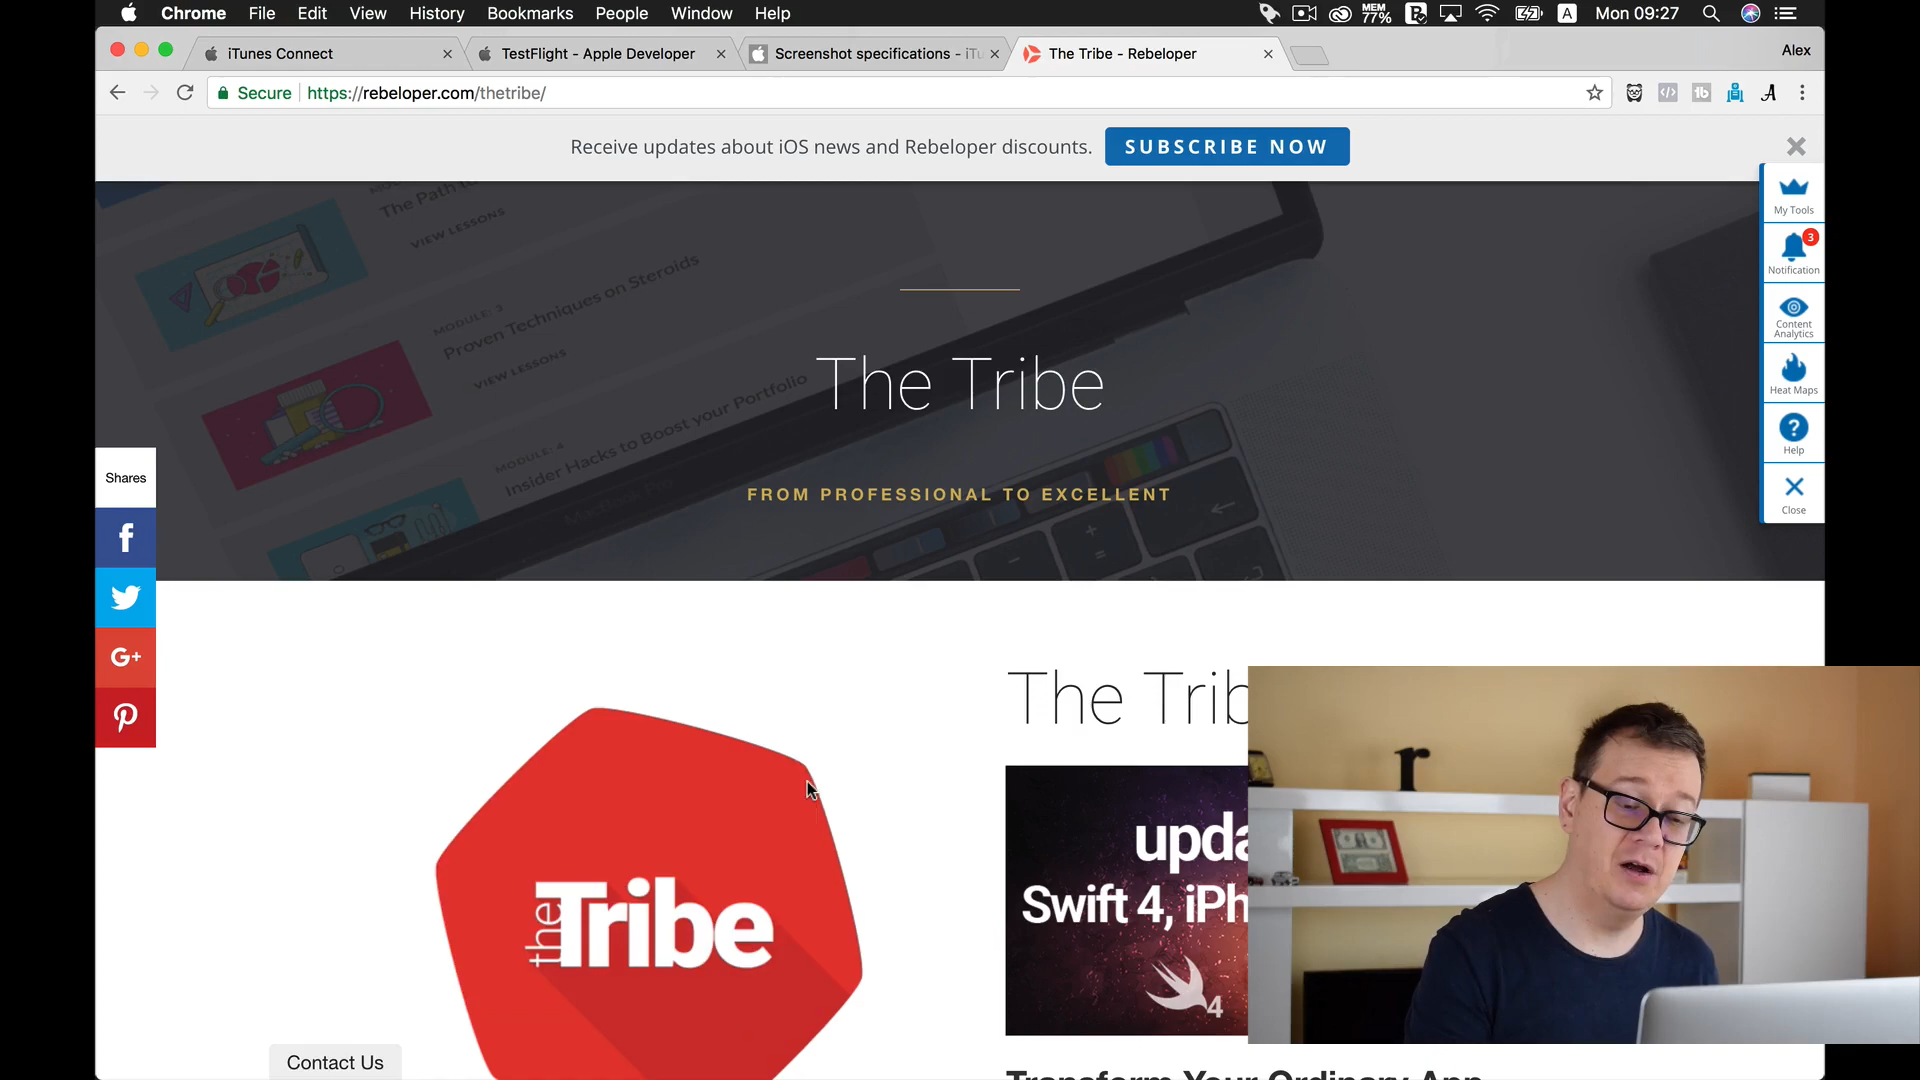 Chrome File Edit View History Bookmarks People Window Help
MEM 77% A Mon 09:27
iTunes Connect
TestFlight - Apple Developer
Screenshot specifications - iTu
The Tribe - Rebeloper
Alex
Secure https://rebeloper.com/thetribe/
Receive updates about iOS news and Rebeloper discounts. SUBSCRIBE NOW
My Tools
3
Notification
Content
Analytics
Heat Maps
Help
Close
The Path to
VIEW LESSONS
MODULE: 3
Proven Techniques on Steroids
VIEW LESSONS
MODULE: 4
Insider Hacks to Boost your Portfolio
The Tribe
FROM PROFESSIONAL TO EXCELLENT
Shares
f
G+
the Tribe
The Trib
upda
Swift 4, iPh
4
Transform Your Ordinary App
Contact Us